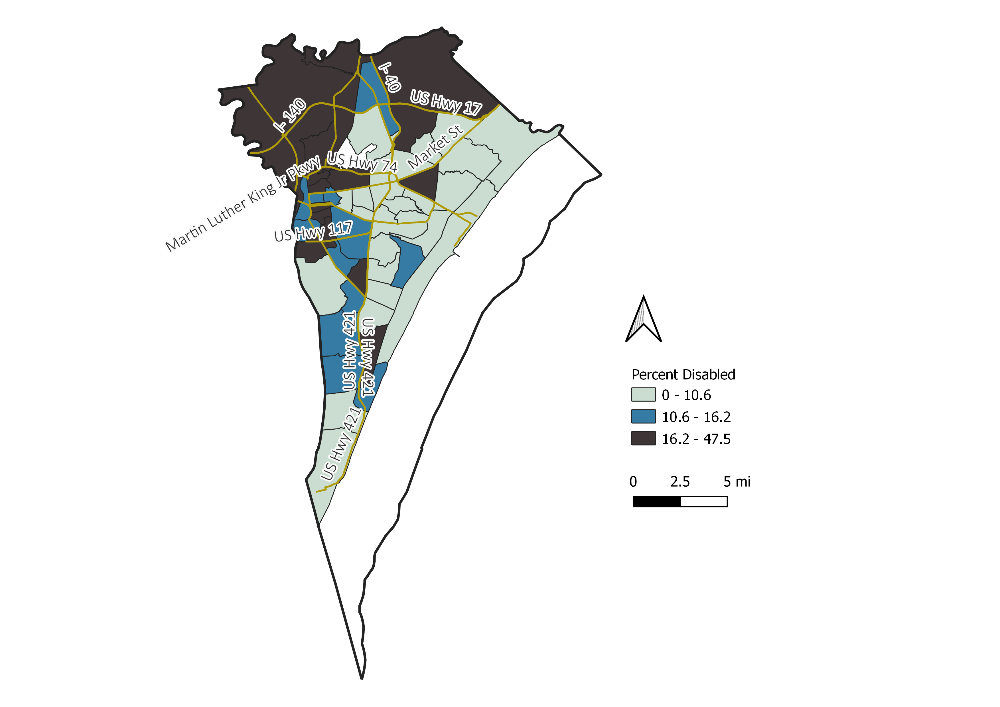 I- 40
US Hwy 17
I- 140
Market St
US Hwy 74
Martin Luther King Jr Pkwy
US Hwy 117
US Hwy 421
US Hwy 421
US Hwy 421
Percent Disabled
0 - 10.6
10.6 - 16.2
16.2 - 47.5
0 2.5 5 mi